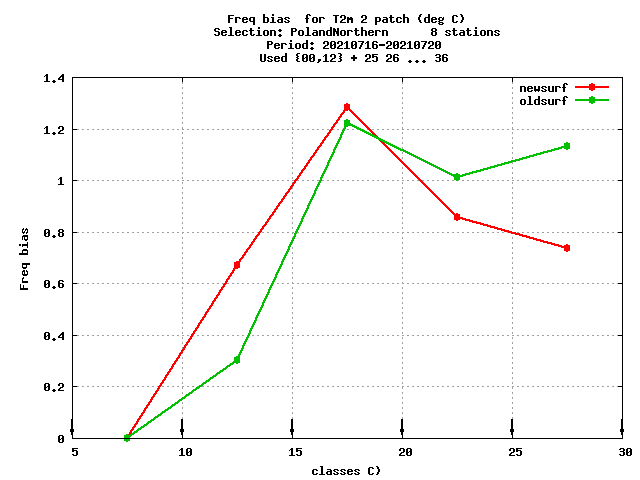 Freq bias  for T2m 2 patch (deg C)
Selection: PolandNorthern      8 stations
Period: 20210716-20210720
Used {00,12} + 25 26 ... 36
newsurf
oldsurf
1.4
1.2
1
0.8
0.6
0.4
0.2
0
Freq bias
5 10 15 20 25 30
classes C)